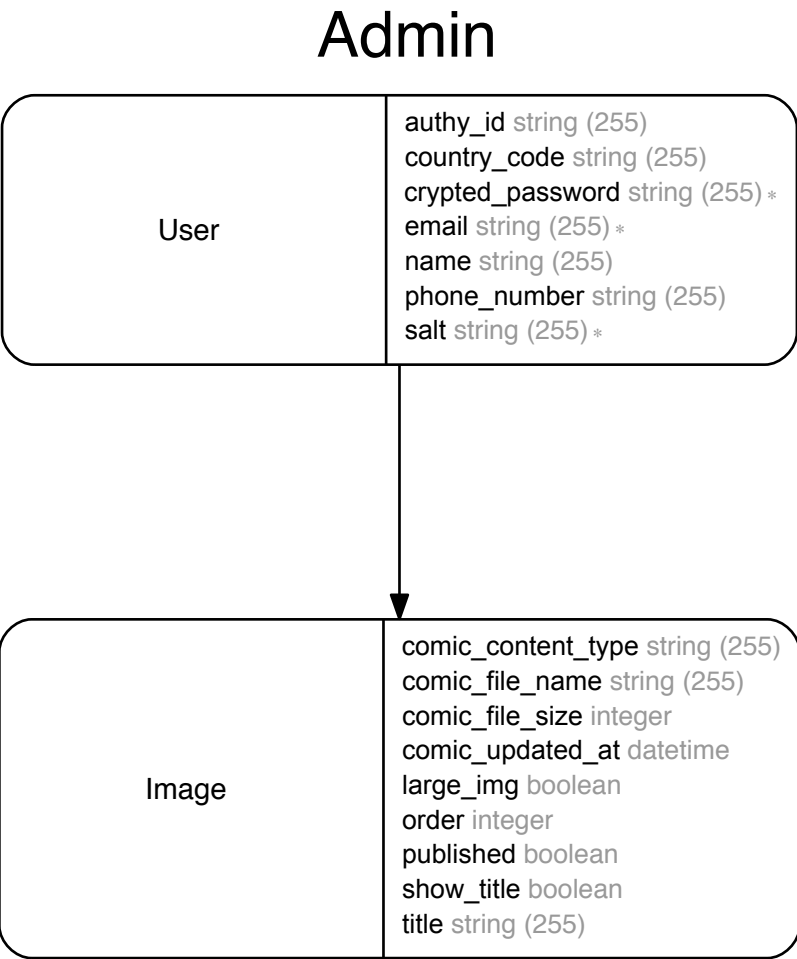 Admin
User
authy_id string (255)
country_code string (255)
crypted_password string (255) *
email string (255) *
name string (255)
phone_number string (255)
salt string (255) *
Image
comic_content_type string (255)
comic_file_name string (255)
comic_file_size integer
comic_updated_at datetime
large_img boolean
order integer
published boolean
show_title boolean
title string (255)